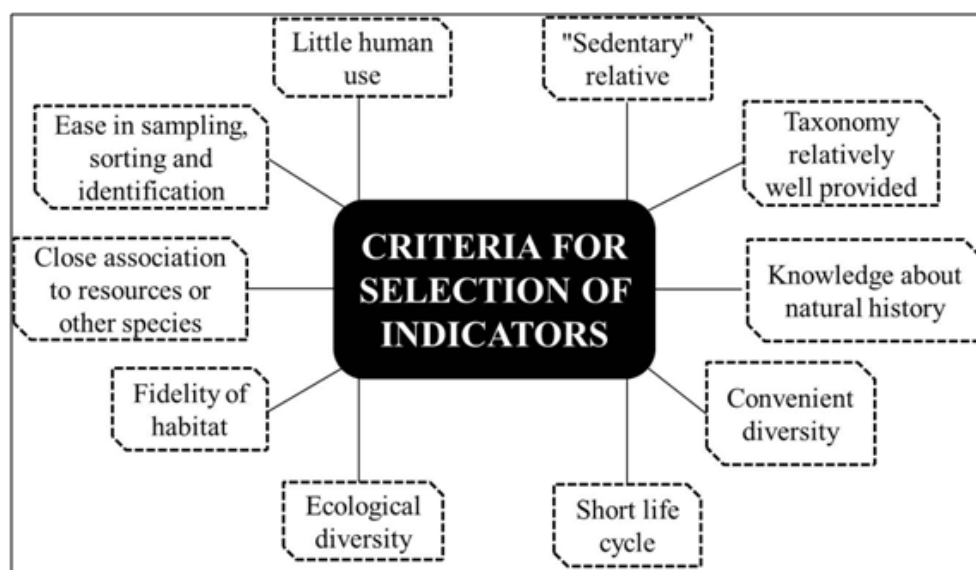 Little human
use
"Sedentary"
relative
Ease in sampling,
sorting and
identification
Taxonomy
relatively
well provided
CRITERIA FOR
SELECTION OF
INDICATORS
Close association
to resources or
other species
Knowledge about
natural history
Fidelity of
habitat
Convenient
diversity
Ecological
diversity
Short life
cycle